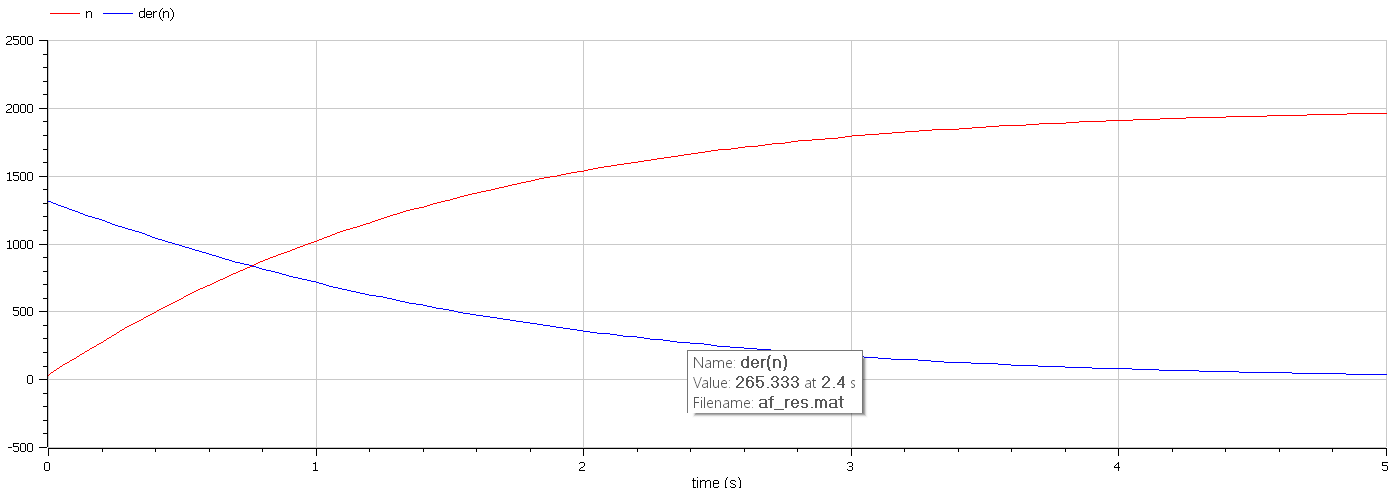 n der(n)
2500
2000
1500
1000
500
0
-500
Name: der(n)
Value: 265.333 at 2.4 s
Filename: af_res.mat
0 1 2 3 4 5
time (s)